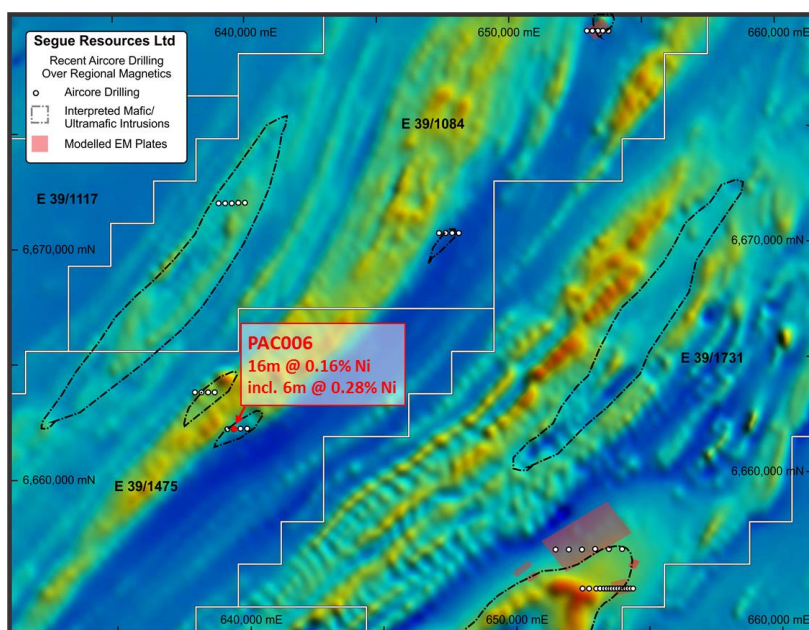 640,000 mE
650,000 mE
660,000 mE
Segue Resources Ltd
Recent Aircore Drilling
Over Regional Magnetics
Aircore Drilling
Interpreted Mafic/
Ultramafic Intrusions
Modelled EM Plates
E 39/1084
E 39/1117
6,670,000 mN
6,670,000 mN
PAC006
16m @ 0.16% Ni
incl. 6m @ 0.28% Ni
E 39/1731
6,660,000 mN
6,660,000 mN
E 39/1475
640,000 mE
650,000 mE
660,000 mE